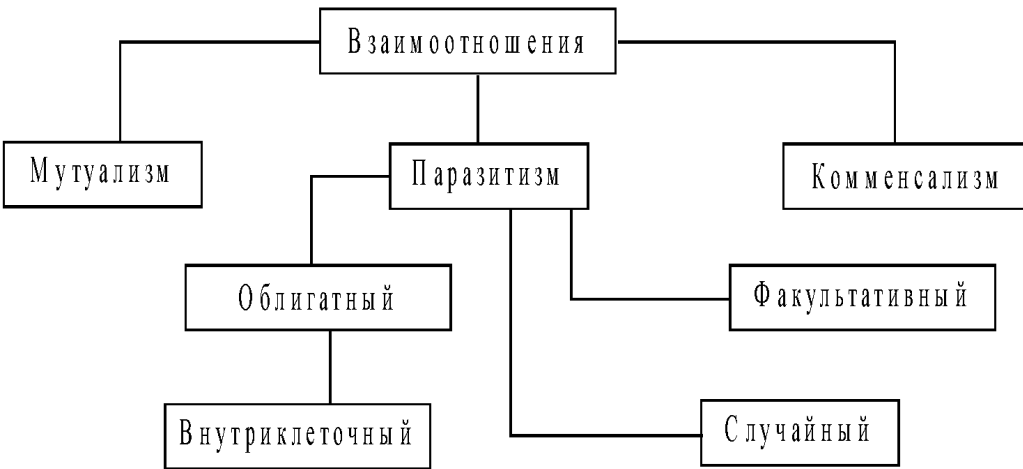 Взаимоотношения
Мутуализм
Паразитизм
Комменсализм
Облигатный
Факультативный
Внутриклеточный
Случайный